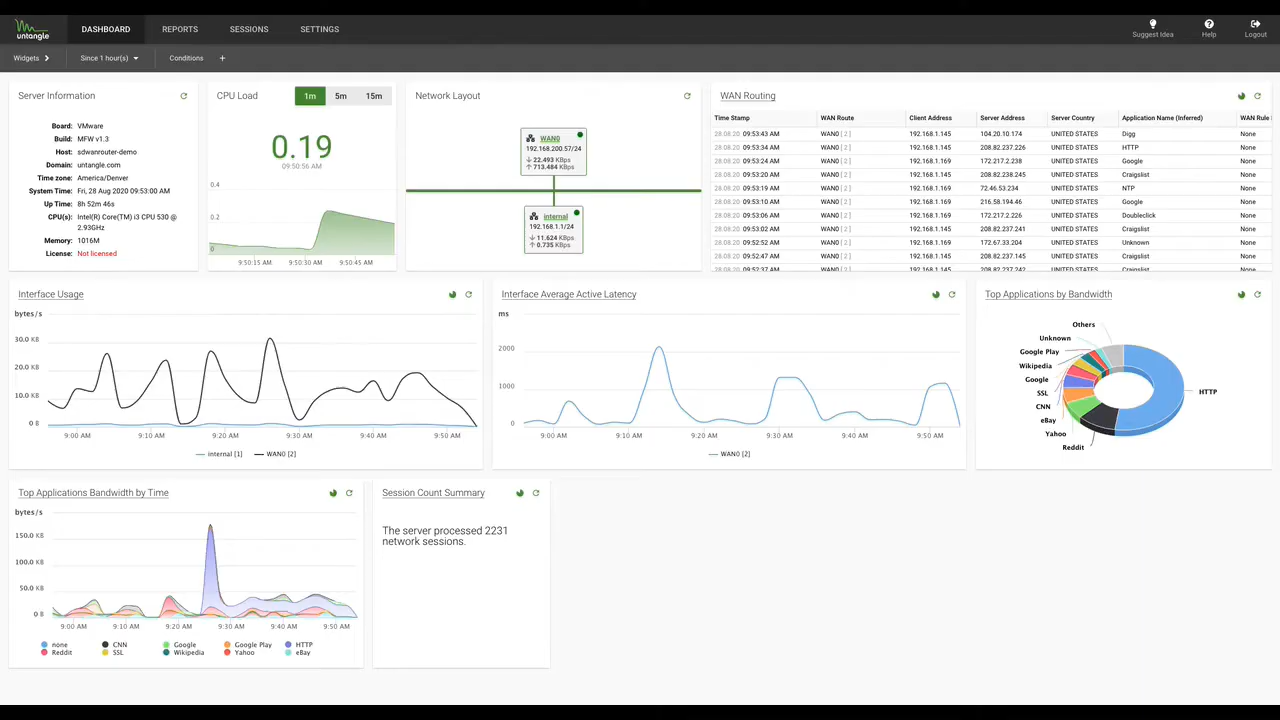 untangle
DASHBOARD
REPORTS
SESSIONS
SETTINGS
Suggest Idea
Help
Logout
Widgets
Since 1 hour(s)
Conditions
+
Server Information
Board: VMware
Build: MFW v1.3
Host: sdwanrouter-demo
Domain: untangle.com
Time zone: America/Denver
System Time: Fri, 28 Aug 2020 09:53:00 AM
Up Time: 8h 52m 46s
CPU(s): Intel(R) Core(TM) i3 CPU 530 @
2.93GHz
Memory: 1016M
License: Not licensed
CPU Load
1m 5m 15m
0.19
09:50:56 AM
0.4
0.2
0
9:50:15 AM 9:50:30 AM 9:50:45 AM
Network Layout
WAN0
192.168.200.57/24
22.493 KBps
713.484 KBps
internal
192.168.1.1/24
11.624 KBps
0.735 KBps
WAN Routing
Time Stamp WAN Route Client Address Server Address Server Country Application Name (Inferred) WAN Rule
28.08.20 09:53:43 AM WAN0 [ 2 ] 192.168.1.145 104.20.10.174 UNITED STATES Digg None
28.08.20 09:53:34 AM WAN0 [ 2 ] 192.168.1.145 208.82.237.226 UNITED STATES HTTP None
28.08.20 09:53:24 AM WAN0 [ 2 ] 192.168.1.169 172.217.2.238 UNITED STATES Google None
28.08.20 09:53:20 AM WAN0 [ 2 ] 192.168.1.145 208.82.238.245 UNITED STATES Craigslist None
28.08.20 09:53:19 AM WAN0 [ 2 ] 192.168.1.169 72.46.53.234 UNITED STATES NTP None
28.08.20 09:53:10 AM WAN0 [ 2 ] 192.168.1.169 216.58.194.46 UNITED STATES Google None
28.08.20 09:53:06 AM WAN0 [ 2 ] 192.168.1.169 172.217.2.226 UNITED STATES Doubleclick None
28.08.20 09:53:02 AM WAN0 [ 2 ] 192.168.1.145 208.82.237.241 UNITED STATES Craigslist None
28.08.20 09:52:52 AM WAN0 [ 2 ] 192.168.1.169 172.67.33.204 UNITED STATES Unknown None
28.08.20 09:52:47 AM WAN0 [ 2 ] 192.168.1.145 208.82.237.145 UNITED STATES Craigslist None
28.08.20 09:52:37 AM WAN0 [ 2 ] 192.168.1.145 208.82.237.242 UNITED STATES Craigslist None
Interface Usage
bytes/s
30.0 KB
20.0 KB
10.0 KB
0 B
9:00 AM 9:10 AM 9:20 AM 9:30 AM 9:40 AM 9:50 AM
internal [1] WAN0 [2]
Interface Average Active Latency
ms
2000
1000
0
9:00 AM 9:10 AM 9:20 AM 9:30 AM 9:40 AM 9:50 AM
WAN0 [2]
Top Applications by Bandwidth
Others
Unknown
Google Play
Wikipedia
Google
SSL
CNN
eBay
Yahoo
Reddit
HTTP
Top Applications Bandwidth by Time
bytes/s
150.0 KB
100.0 KB
50.0 KB
0 B
9:00 AM 9:10 AM 9:20 AM 9:30 AM 9:40 AM 9:50 AM
none CNN Google Google Play HTTP
Reddit SSL Wikipedia Yahoo eBay
Session Count Summary
The server processed 2231
network sessions.